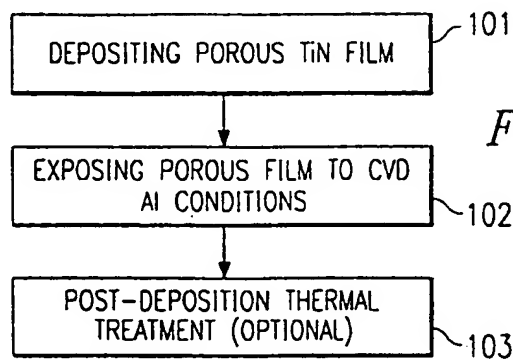 101
DEPOSITING POROUS TiN FILM
F
EXPOSING POROUS FILM TO CVD
Al CONDITIONS
102
POST-DEPOSITION THERMAL
TREATMENT (OPTIONAL)
103